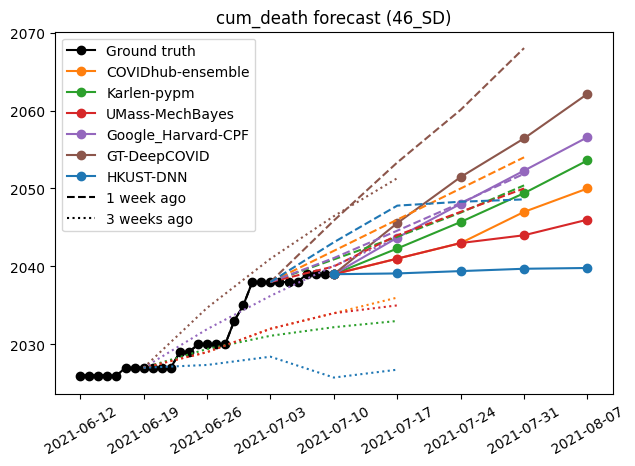 cum_death forecast (46_SD)
2070
2060
2050
2040
2030
Ground truth
COVIDhub-ensemble
Karlen-pypm
UMass-MechBayes
Google_Harvard-CPF
GT-DeepCOVID
HKUST-DNN
1 week ago
3 weeks ago
2021-06-12
2021-06-19
2021-06-26
2021-07-03
2021-07-10
2021-07-17
2021-07-24
2021-07-31
2021-08-07